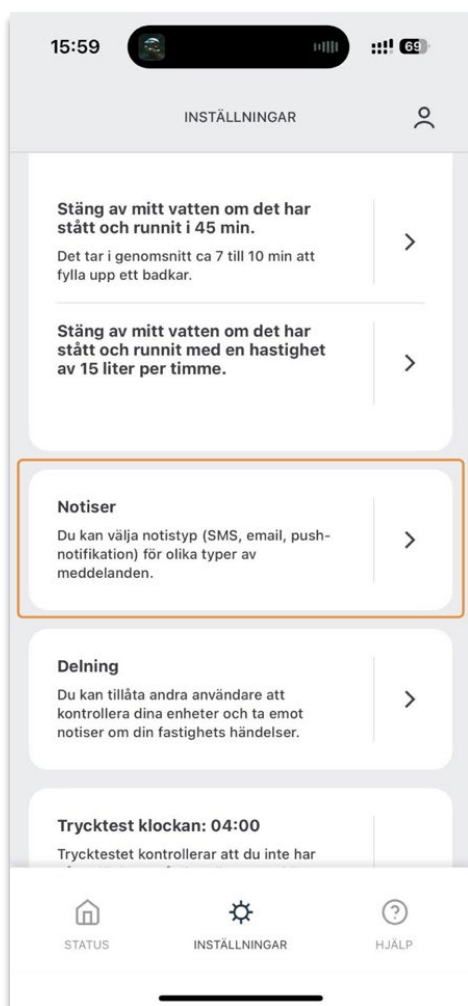 15:59
69
INSTÄLLNINGAR
Stäng av mitt vatten om det har
stått och runnit i 45 min.
Det tar i genomsnitt ca 7 till 10 min att
fylla upp ett badkar.
Stäng av mitt vatten om det har
stått och runnit med en hastighet
av 15 liter per timme.
Notiser
Du kan välja notistyp (SMS, email, push-
notifikation) för olika typer av
meddelanden.
Delning
Du kan tillåta andra användare att
kontrollera dina enheter och ta emot
notiser om din fastighets händelser.
Trycktest klockan: 04:00
Trycktestet kontrollerar att du inte har
STATUS
INSTÄLLNINGAR
HJÄLP